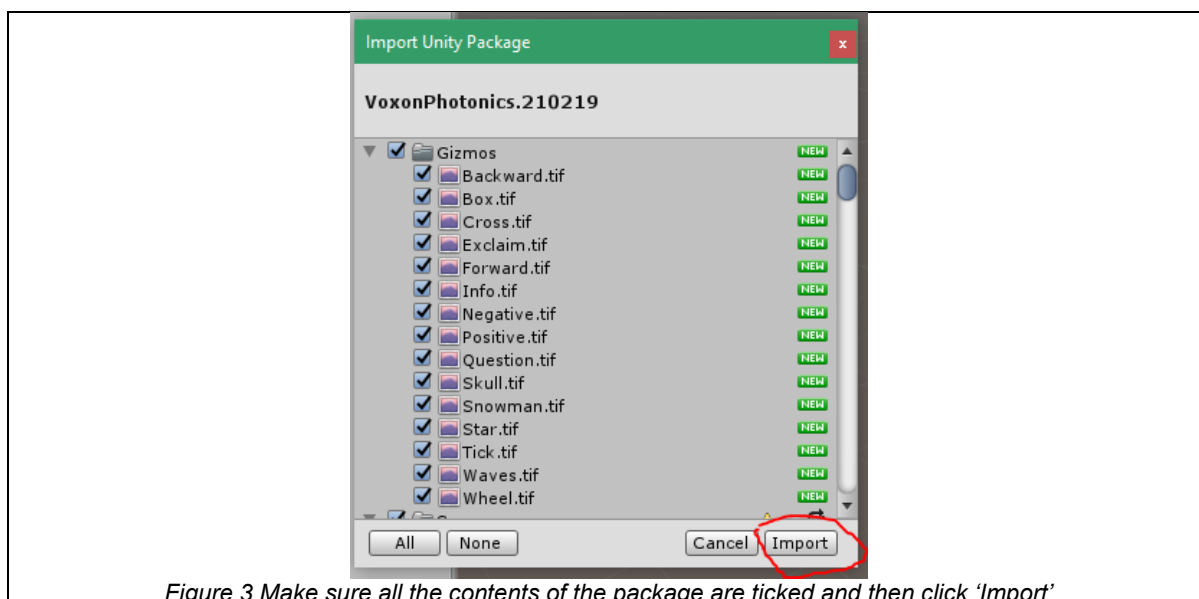 Import Unity Package
x
VoxonPhotonics.210219
Gizmos NEW
Backward.tif NEW
Box.tif NEW
Cross.tif NEW
Exclaim.tif NEW
Forward.tif NEW
Info.tif NEW
Negative.tif NEW
Positive.tif NEW
Question.tif NEW
Skull.tif NEW
Snowman.tif NEW
Star.tif NEW
Tick.tif NEW
Waves.tif NEW
Wheel.tif NEW
All None Cancel Import
Figure 3 Make sure all the contents of the package are ticked and then click ‘Import’